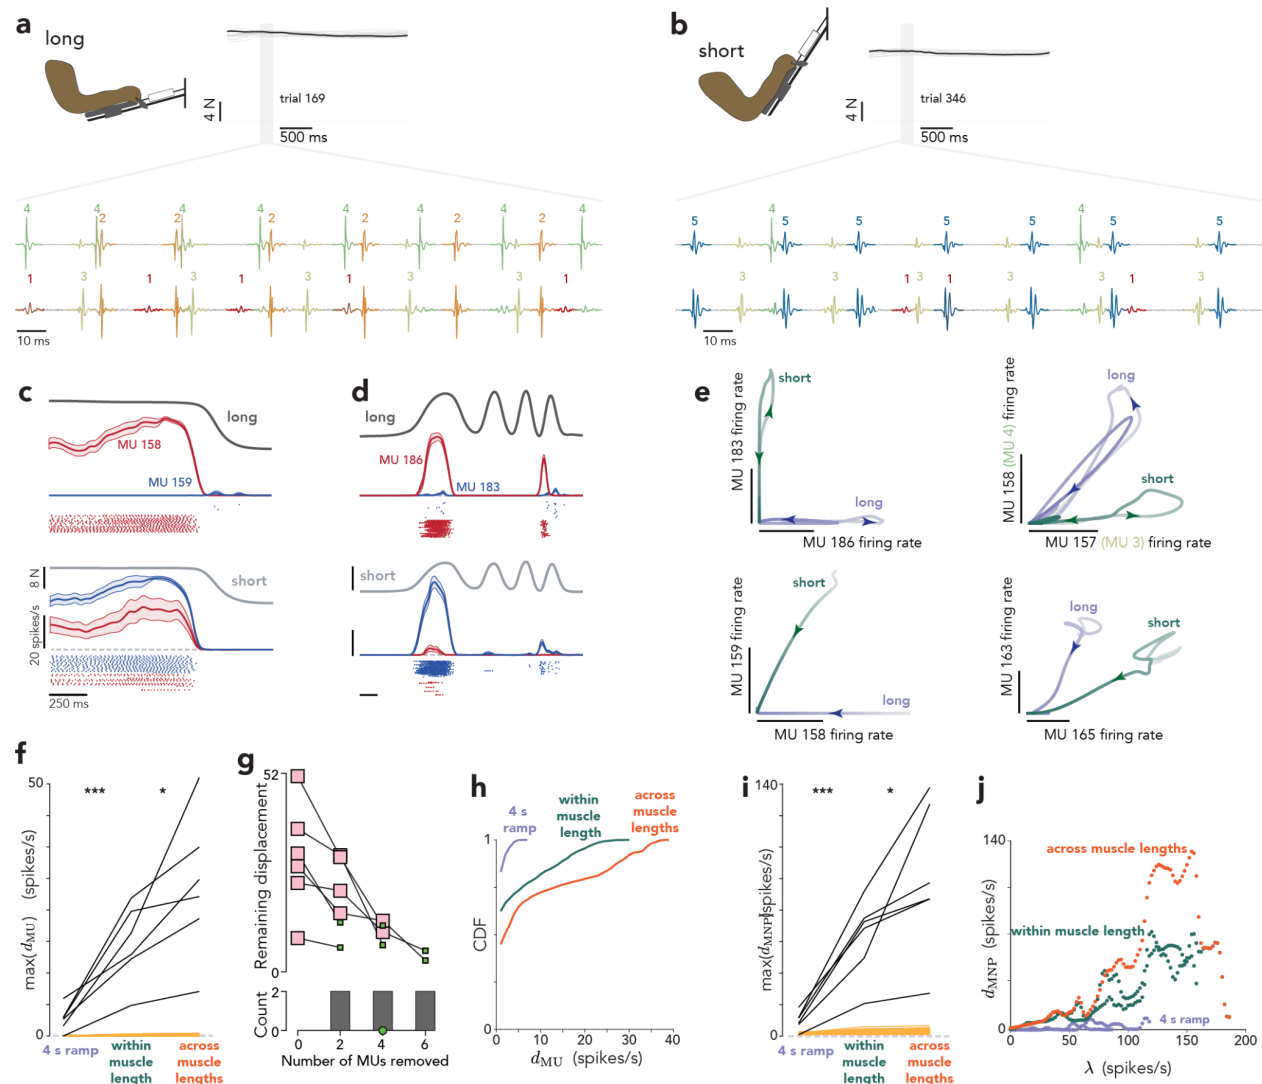 a
long
4 N
trial 169
500 ms
4 4 2 2 4 4 2 4 2 4 2 2 4
1 3 1 3 1 3 1 3 3 1
10 ms
b
short
4 N
trial 346
500 ms
5 4 5 5 5 5 4 5 5
3 3 1 3 1 3 3 1 3
10 ms
c
long
MU 158
MU 159
8 N
short
20 spikes/s
250 ms
d
long
MU 186
MU 183
short
e
MU 183 firing rate
short
long
MU 186 firing rate
MU 158 (MU 4) firing rate
long
short
MU 157 (MU 3) firing rate
MU 159 firing rate
short
long
MU 158 firing rate
MU 163 firing rate
long
short
MU 165 firing rate
f
max(dMU) (spikes/s)
50
*** *
0
4 s ramp
within
muscle
length
across
muscle
lengths
g
Remaining displacement
52
0
Count
2
0
0 2 4 6
Number of MUs removed
h
4 s
ramp
within
muscle
length
across
muscle
lengths
CDF
1
0
0 10 20 30 40
dMU (spikes/s)
i
max(dMNP) (spikes/s)
140
*** *
0
4 s ramp
within
muscle
length
across
muscle
lengths
j
dMNP (spikes/s)
140
across muscle lengths
within muscle length
4 s ramp
0
0 50 100 150 200
λ (spikes/s)